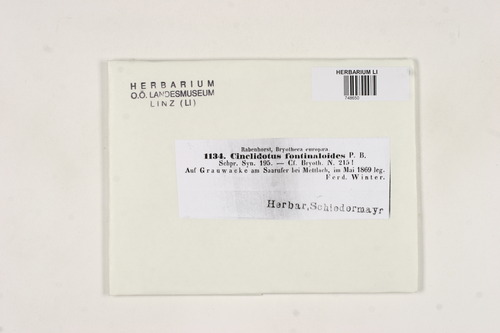 HERBARIUM
O.Ö. LANDESMUSEUM
LINZ (LI)
HERBARIUM LI
Rabenhorst, Bryotheca europæa
1134. Cinclidotus fontinaloides P. B.
Schpr. Syn. 195. — Cf. Bryoth. N. 215!
Auf Grauwacke am Saarufer bei Mettlach, im Mai 1869 leg.
Ferd. Winter.
Herbar, Schiedermayr